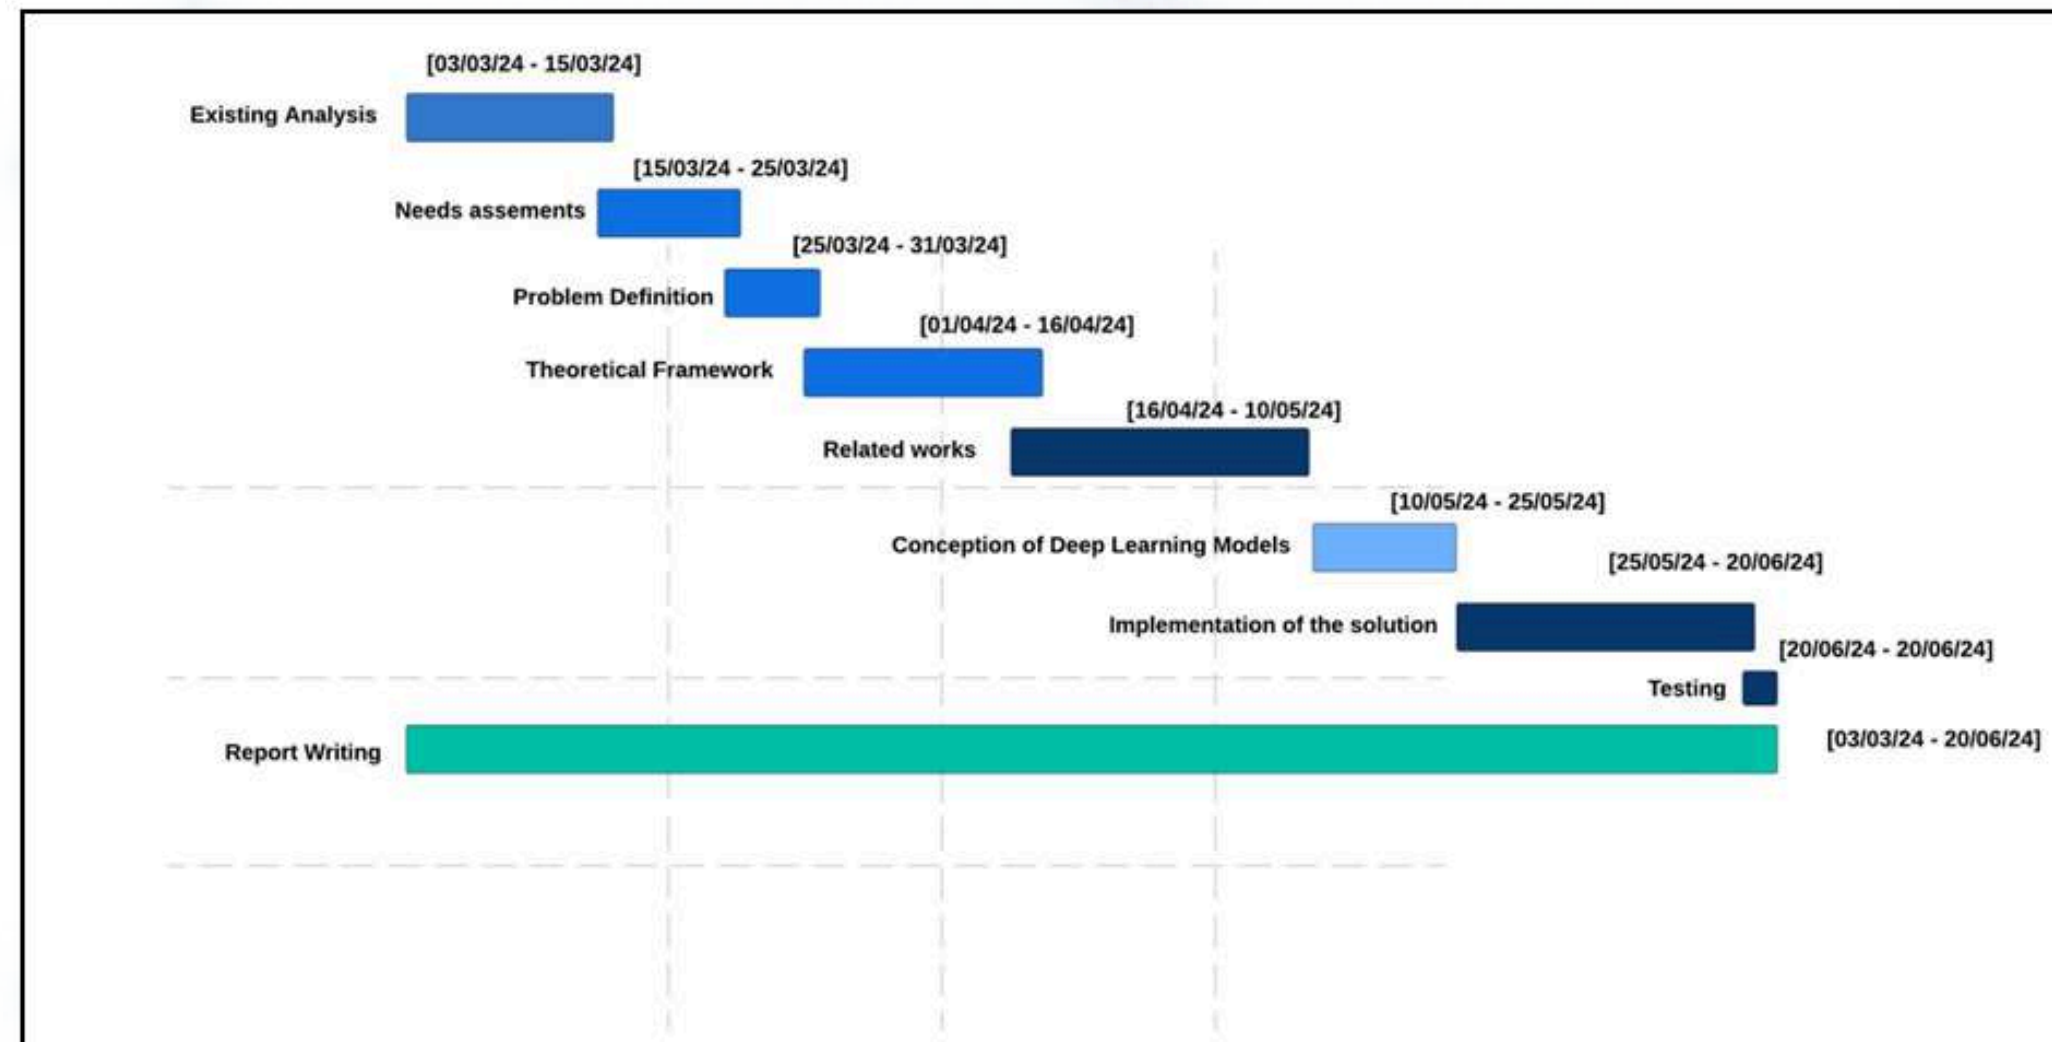 [03/03/24 - 15/03/24]
Existing Analysis
[15/03/24 - 25/03/24]
Needs assements
[25/03/24 - 31/03/24]
Problem Definition
[01/04/24 - 16/04/24]
Theoretical Framework
[16/04/24 - 10/05/24]
Related works
[10/05/24 - 25/05/24]
Conception of Deep Learning Models
[25/05/24 - 20/06/24]
Implementation of the solution
[20/06/24 - 20/06/24]
Testing
[03/03/24 - 20/06/24]
Report Writing